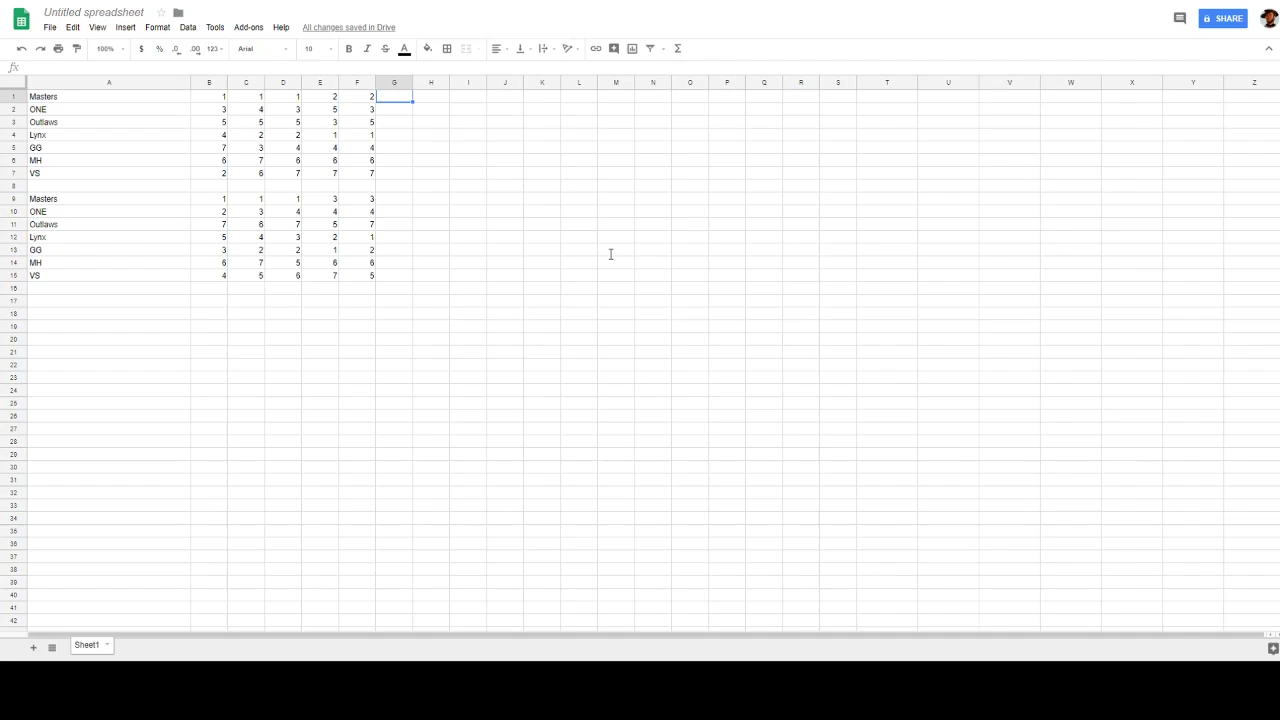 Untitled spreadsheet
SHARE
File Edit View Insert Format Data Tools Add-ons Help All changes saved in Drive
100% $ % .0 .00 123 Arial 10 B I S A Σ
fx
A B C D E F G H I J K L M N O P Q R S T U V W X Y Z
1 Masters 1 1 1 2 2
2 ONE 3 4 3 5 3
3 Outlaws 5 5 5 3 5
4 Lynx 4 2 2 1 1
5 GG 7 3 4 4 4
6 MH 6 7 6 6 6
7 VS 2 6 7 7 7
8
9 Masters 1 1 1 3 3
10 ONE 2 3 4 4 4
11 Outlaws 7 6 7 5 7
12 Lynx 5 4 3 2 1
13 GG 3 2 2 1 2
14 MH 6 7 5 6 6
15 VS 4 5 6 7 5
16
17
18
19
20
21
22
23
24
25
26
27
28
29
30
31
32
33
34
35
36
37
38
39
40
41
42
Sheet1